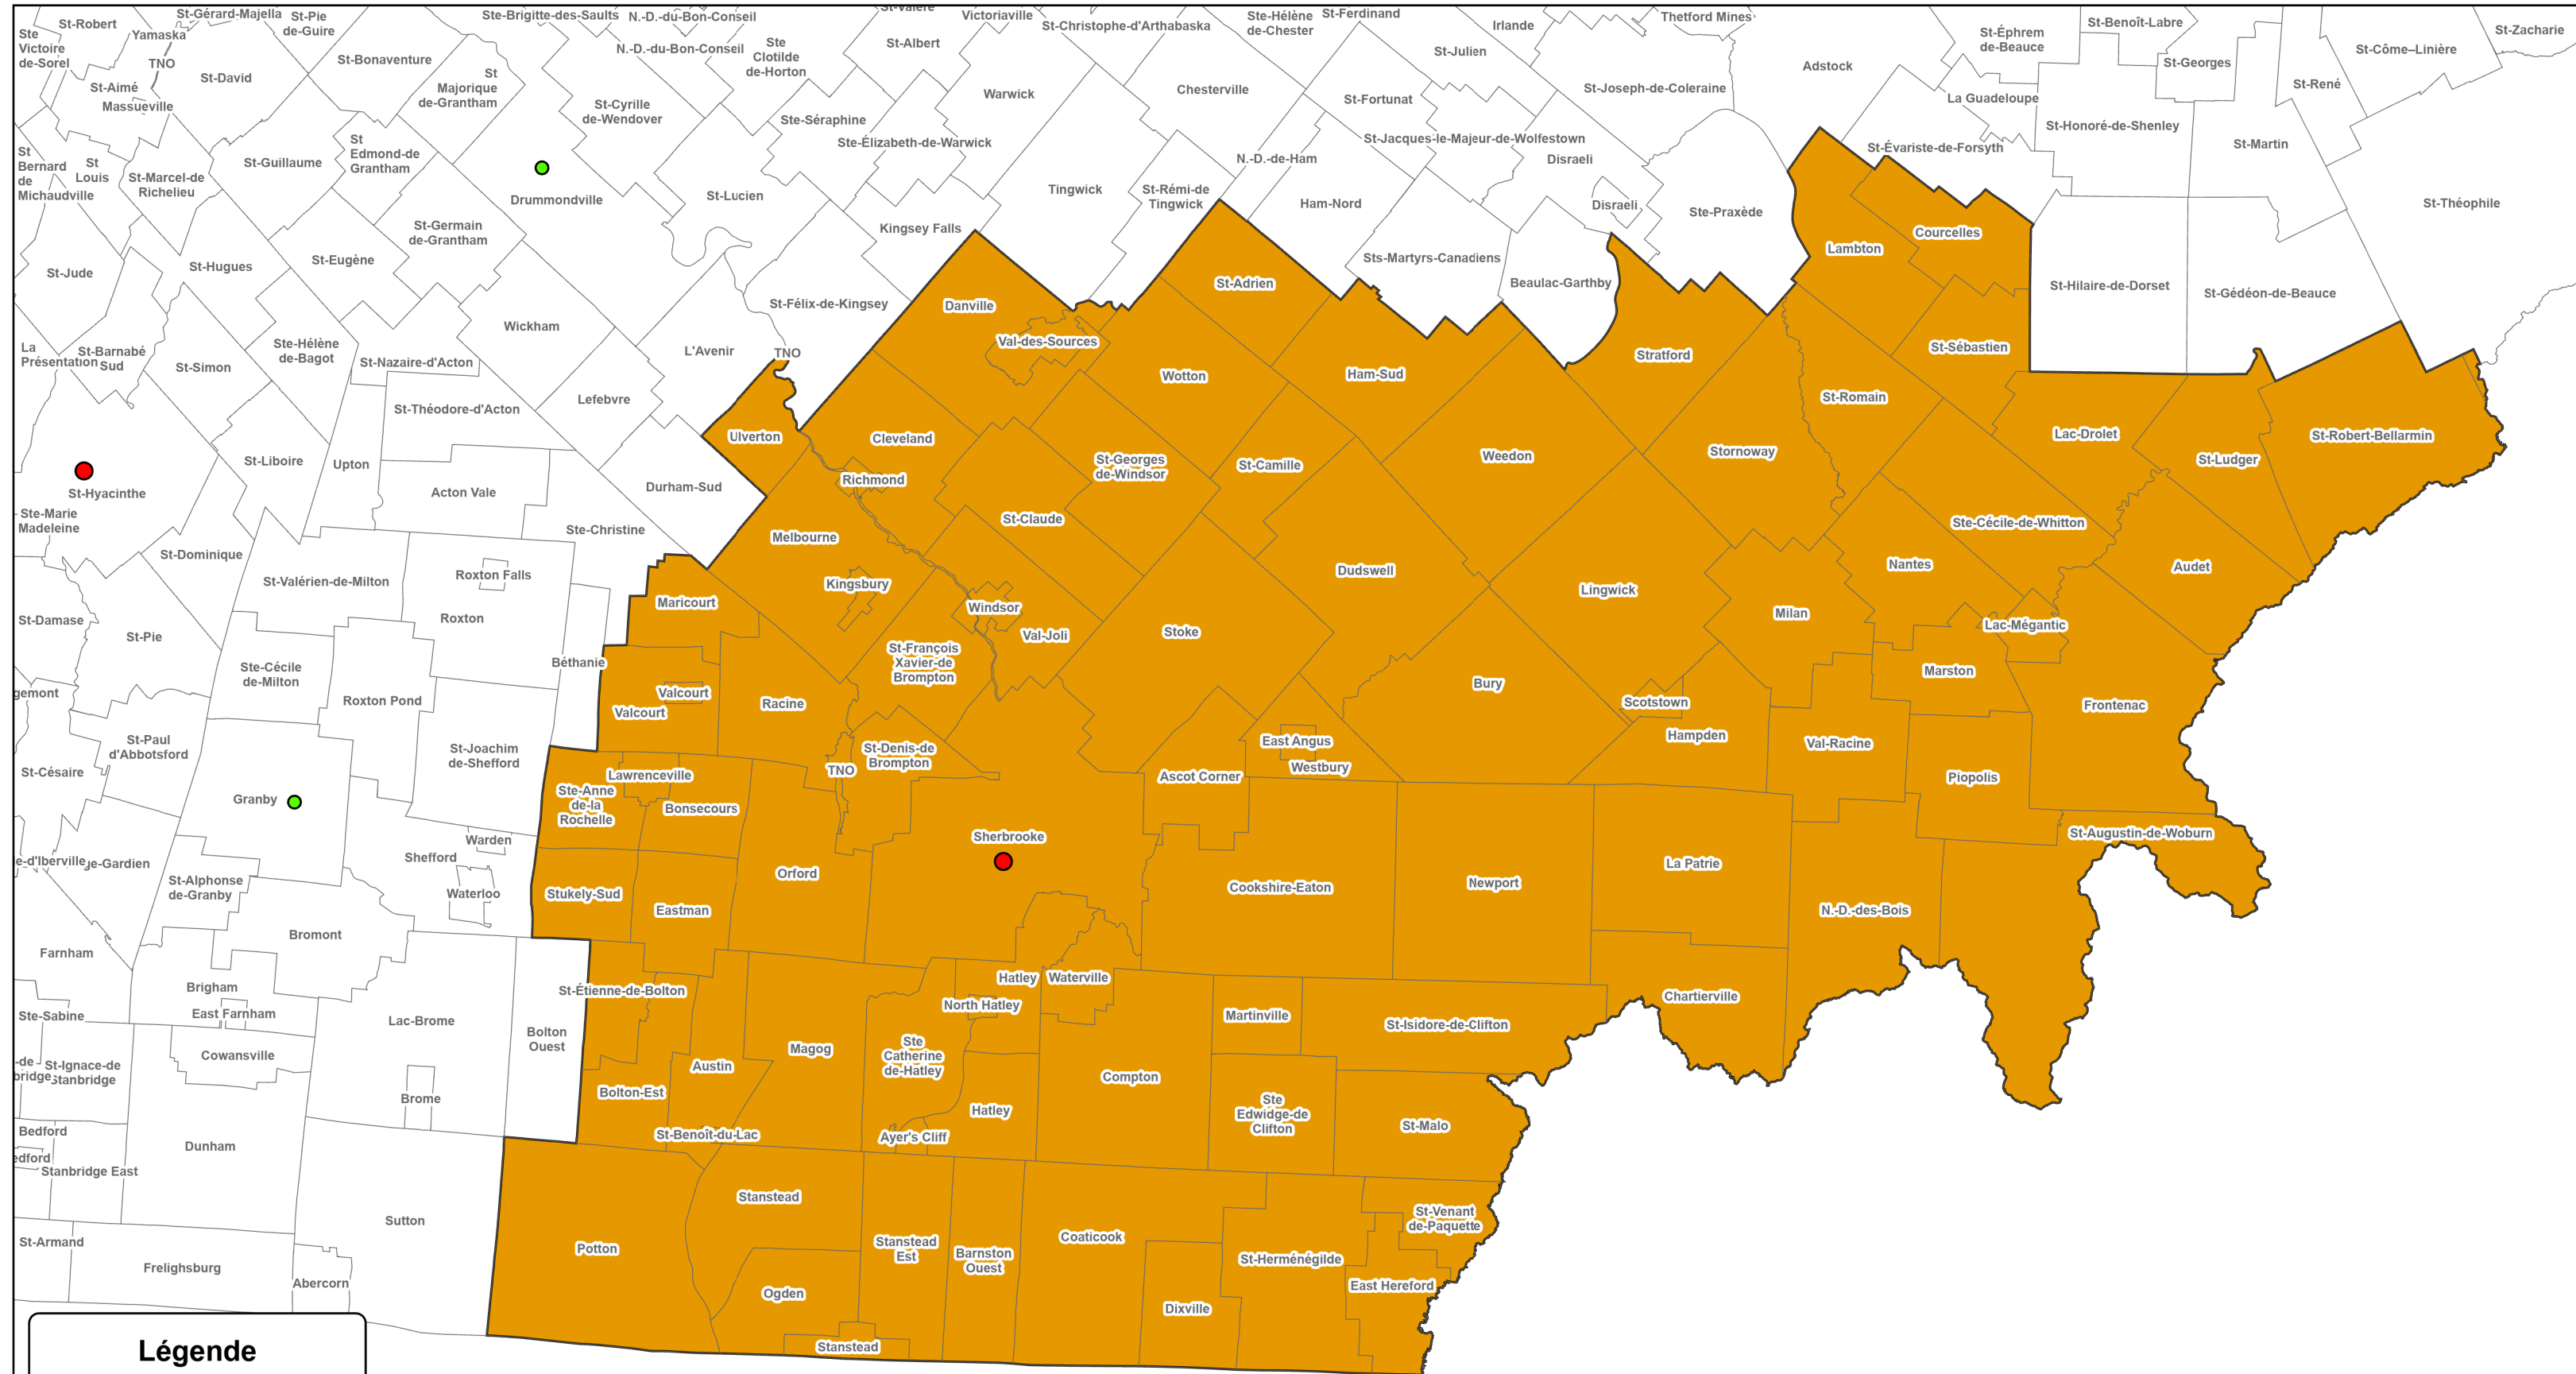 St-Robert
St-Gérard-Majella
St-Pie
de-Guire
Ste-Brigitte-des-Saults
N.-D.-du-Bon-Conseil
St-Valère
Victoriaville
St-Christophe-d'Arthabaska
Ste-Hélène
de-Chester
St-Ferdinand
Irlande
Thetford Mines
St-Éphrem
de-Beauce
St-Benoît-Labre
St-Zacharie
Ste
Victoire
de-Sorel
Yamaska
TNO
St-David
St-Bonaventure
N.-D.-du-Bon-Conseil
Ste
Clotilde
de-Horton
St-Albert
St-Julien
St-Georges
St-Côme–Linière
St-Aimé
Massueville
St
Majorique
de-Grantham
St-Cyrille
de-Wendover
Warwick
Chesterville
St-Fortunat
St-Joseph-de-Coleraine
Adstock
La Guadeloupe
St-René
Ste-Séraphine
Ste-Élizabeth-de-Warwick
St-Jacques-le-Majeur-de-Wolfestown
St-Honoré-de-Shenley
St-Martin
St
Bernard
de
Michaudville
St
Louis
St-Marcel-de
Richelieu
St-Guillaume
St
Edmond-de
Grantham
N.-D.-de-Ham
Disraeli
St-Évariste-de-Forsyth
Drummondville
St-Lucien
Tingwick
St-Rémi-de
Tingwick
Ham-Nord
Disraeli
Ste-Praxède
St-Théophile
St-Germain
de-Grantham
Kingsey Falls
Courcelles
Lambton
St-Jude
St-Hugues
St-Eugène
Sts-Martyrs-Canadiens
Beaulac-Garthby
St-Adrien
St-Hilaire-de-Dorset
St-Gédéon-de-Beauce
St-Félix-de-Kingsey
Danville
Wickham
Val-des-Sources
La
Présentation
St-Barnabé
Sud
St-Simon
Ste-Hélène
de-Bagot
St-Nazaire-d'Acton
L'Avenir
TNO
Stratford
St-Sébastien
Wotton
Ham-Sud
St-Romain
St-Théodore-d'Acton
Lefebvre
Ulverton
Cleveland
Lac-Drolet
St-Robert-Bellarmin
St-Hyacinthe
St-Liboire
Upton
Acton Vale
Durham-Sud
Richmond
St-Georges
de-Windsor
St-Camille
Weedon
Stornoway
St-Ludger
Ste-Marie
Madeleine
St-Dominique
Ste-Christine
Melbourne
St-Claude
Ste-Cécile-de-Whitton
St-Valérien-de-Milton
Roxton Falls
Kingsbury
Dudswell
Lingwick
Nantes
Audet
St-Damase
St-Pie
Roxton
Maricourt
Windsor
Val-Joli
Stoke
Milan
Lac-Mégantic
Ste-Cécile
de-Milton
Béthanie
St-François
Xavier-de
Brompton
Bury
Marston
gemont
Roxton Pond
Valcourt
Valcourt
Racine
Scotstown
Hampden
Frontenac
St-Paul
d'Abbotsford
St-Joachim
de-Shefford
St-Denis-de
Brompton
East Angus
Westbury
Val-Racine
St-Césaire
TNO
Ascot Corner
Piopolis
Granby
Lawrenceville
Ste-Anne
de-la
Rochelle
Bonsecours
Sherbrooke
St-Augustin-de-Woburn
e-d'Iberville
ge-Gardien
Shefford
Warden
Waterloo
St-Alphonse
de-Granby
Stukely-Sud
Eastman
Orford
Cookshire-Eaton
Newport
La Patrie
N.-D.-des-Bois
Farnham
Bromont
Brigham
St-Étienne-de-Bolton
Hatley
Waterville
North Hatley
Chartierville
Ste-Sabine
East Farnham
Lac-Brome
Bolton
Ouest
Martinville
St-Isidore-de-Clifton
-de
bridge
St-Ignace-de
Stanbridge
Cowansville
Austin
Magog
Ste
Catherine
de-Hatley
Compton
Brome
Bolton-Est
Hatley
Ste
Edwidge-de
Clifton
St-Malo
Bedford
edford
Stanbridge East
Dunham
St-Benoît-du-Lac
Ayer's Cliff
Stanstead
St-Venant
de-Paquette
Sutton
St-Armand
Frelighsburg
Abercorn
Potton
Ogden
Stanstead
Est
Barnston
Ouest
Coaticook
St-Herménégilde
East Hereford
Dixville
Stanstead
Légende